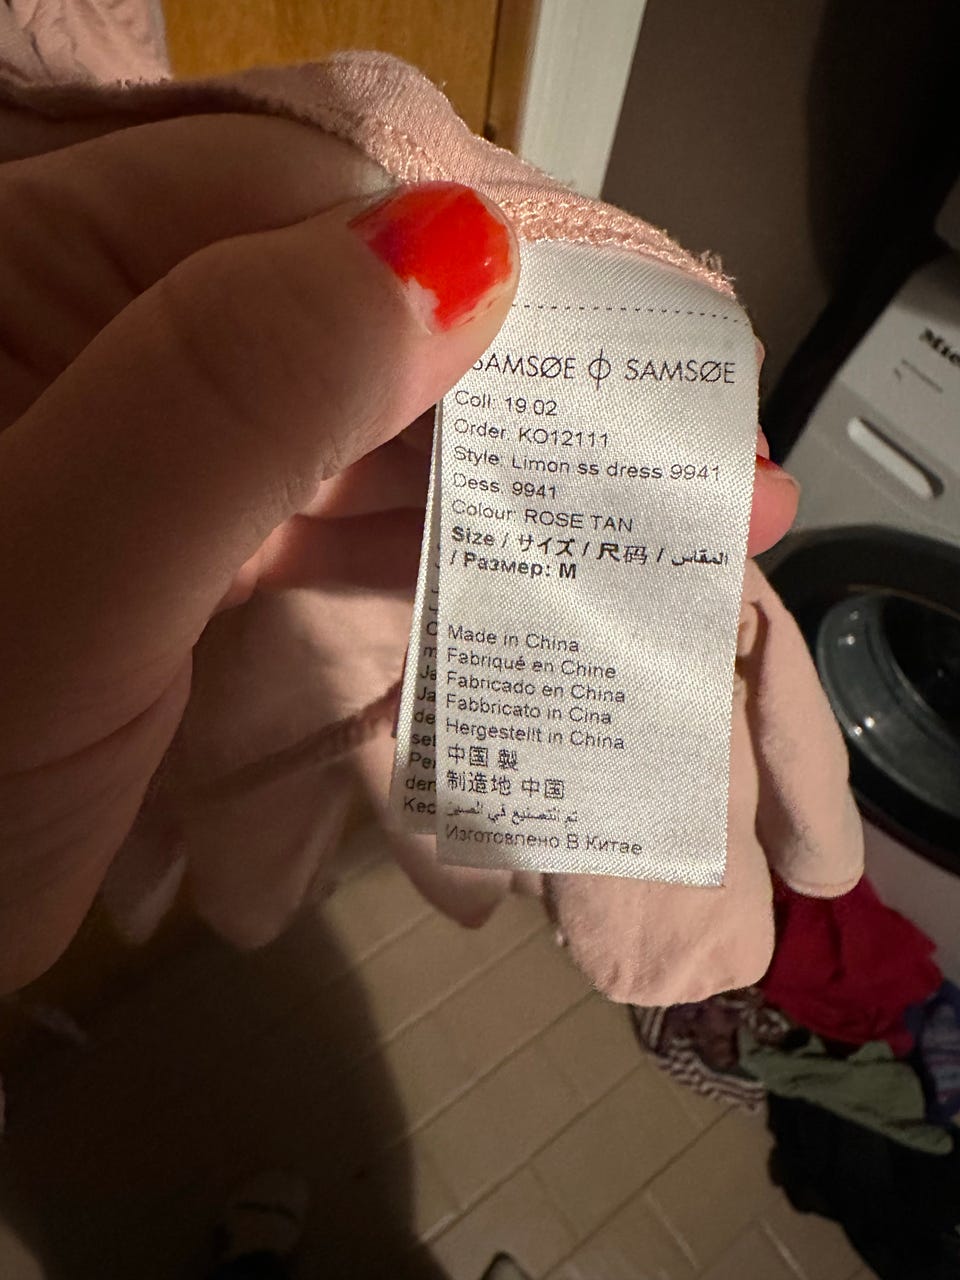 SAMSØE ɸ SAMSØE
Coll: 19 02
Order: KO12111
Style: Limon ss dress 9941
Dess: 9941
Colour: ROSE TAN
Size / サイズ / 尺码 / المقاس
/ Размер: M
Made in China
Fabriqué en Chine
Fabricado en China
Fabbricato in Cina
Hergestellt in China
中国 製
制造地 中国
تم التصنيع في الصين
Изготовлено В Китае